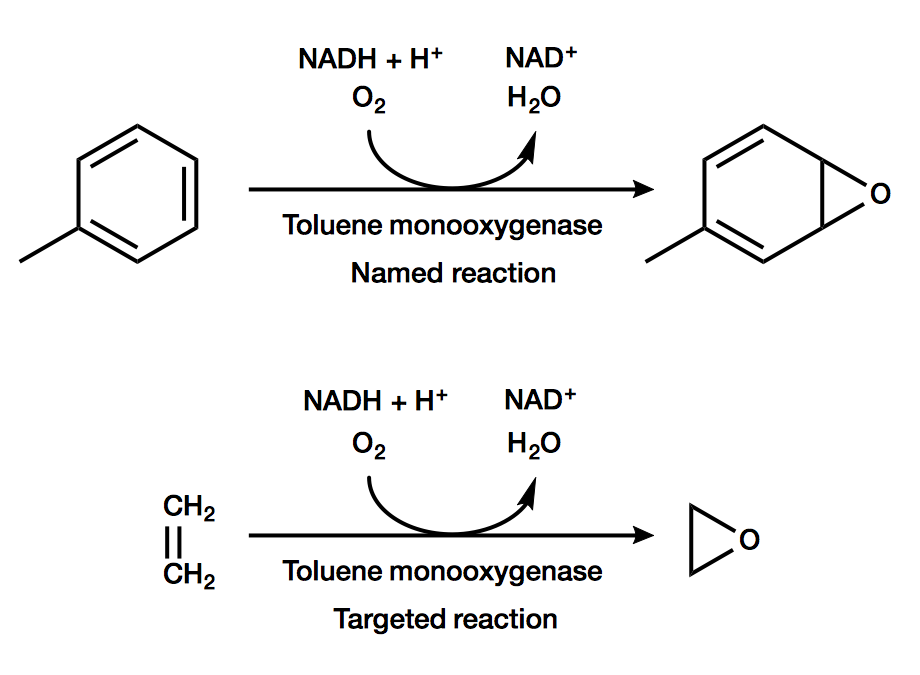 NADH + H⁺ NAD⁺
O₂ H₂O
O
Toluene monooxygenase
Named reaction
NADH + H⁺ NAD⁺
O₂ H₂O
CH₂
O
CH₂
Toluene monooxygenase
Targeted reaction